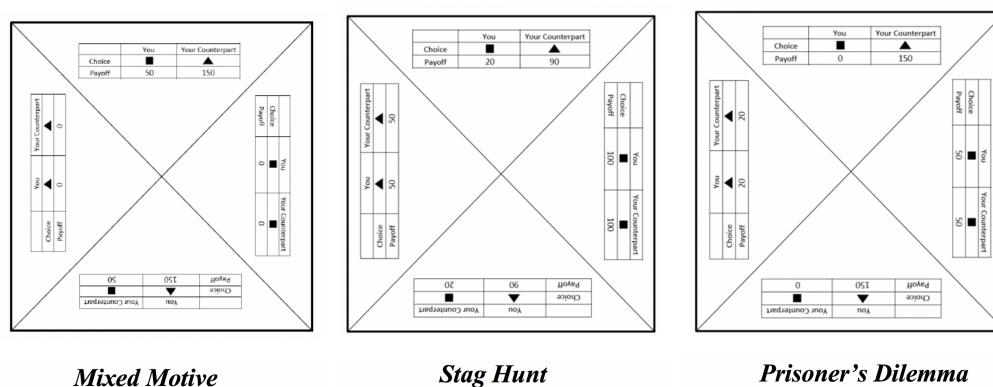 You Your Counterpart
Choice ■ ▲
Payoff 50 150
Your Counterpart ▲ 0
You ▲ 0
Choice Payoff
Choice Payoff
You ■ 0
Your Counterpart ■ 0
Payoff 150 50
Choice ▲ ■
You Your Counterpart
Mixed Motive
You Your Counterpart
Choice ■ ▲
Payoff 20 90
Your Counterpart ▲ 50
You ▲ 50
Choice Payoff
Choice Payoff
You ■ 100
Your Counterpart ■ 100
Payoff 90 20
Choice ▲ ■
You Your Counterpart
Stag Hunt
You Your Counterpart
Choice ■ ▲
Payoff 0 150
Your Counterpart ▲ 20
You ▲ 20
Choice Payoff
Choice Payoff
You ■ 50
Your Counterpart ■ 50
Payoff 150 0
Choice ▲ ■
You Your Counterpart
Prisoner's Dilemma